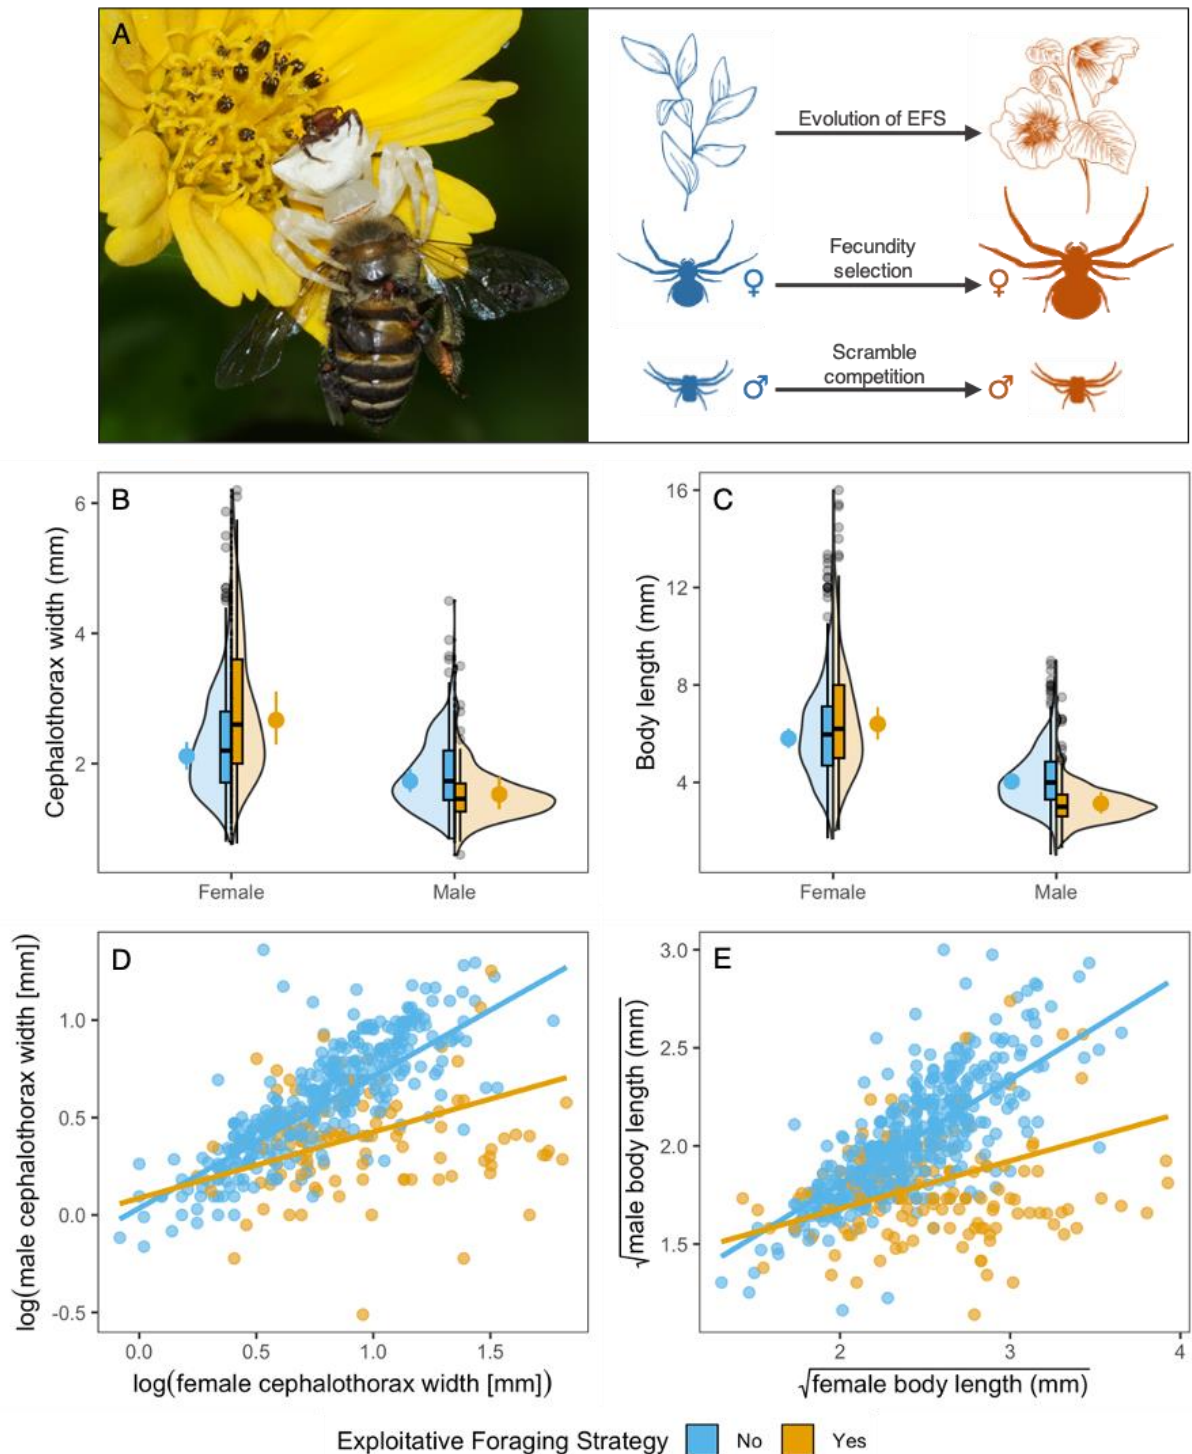 A
Evolution of EFS
Fecundity
selection
♀
♀
Scramble
competition
♂
♂
B
Cephalothorax width (mm)
6
4
2
Female
Male
C
Body length (mm)
16
12
8
4
Female
Male
D
log(male cephalothorax width [mm])
1.0
0.5
0.0
-0.5
0.0
0.5
1.0
1.5
log(female cephalothorax width [mm])
E
√male body length (mm)
3.0
2.5
2.0
1.5
2
3
4
√female body length (mm)
Exploitative Foraging Strategy
No
Yes